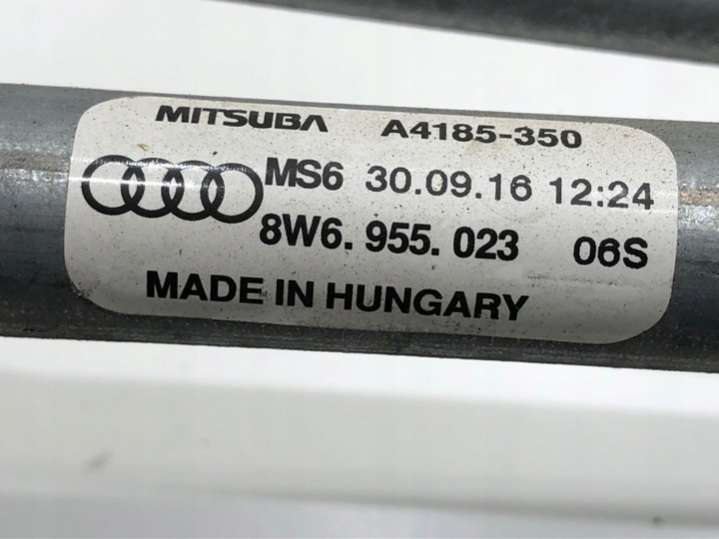 MITSUBA A4185-350
MS6 30.09.16 12:24
8W6. 955. 023 06S
MADE IN HUNGARY